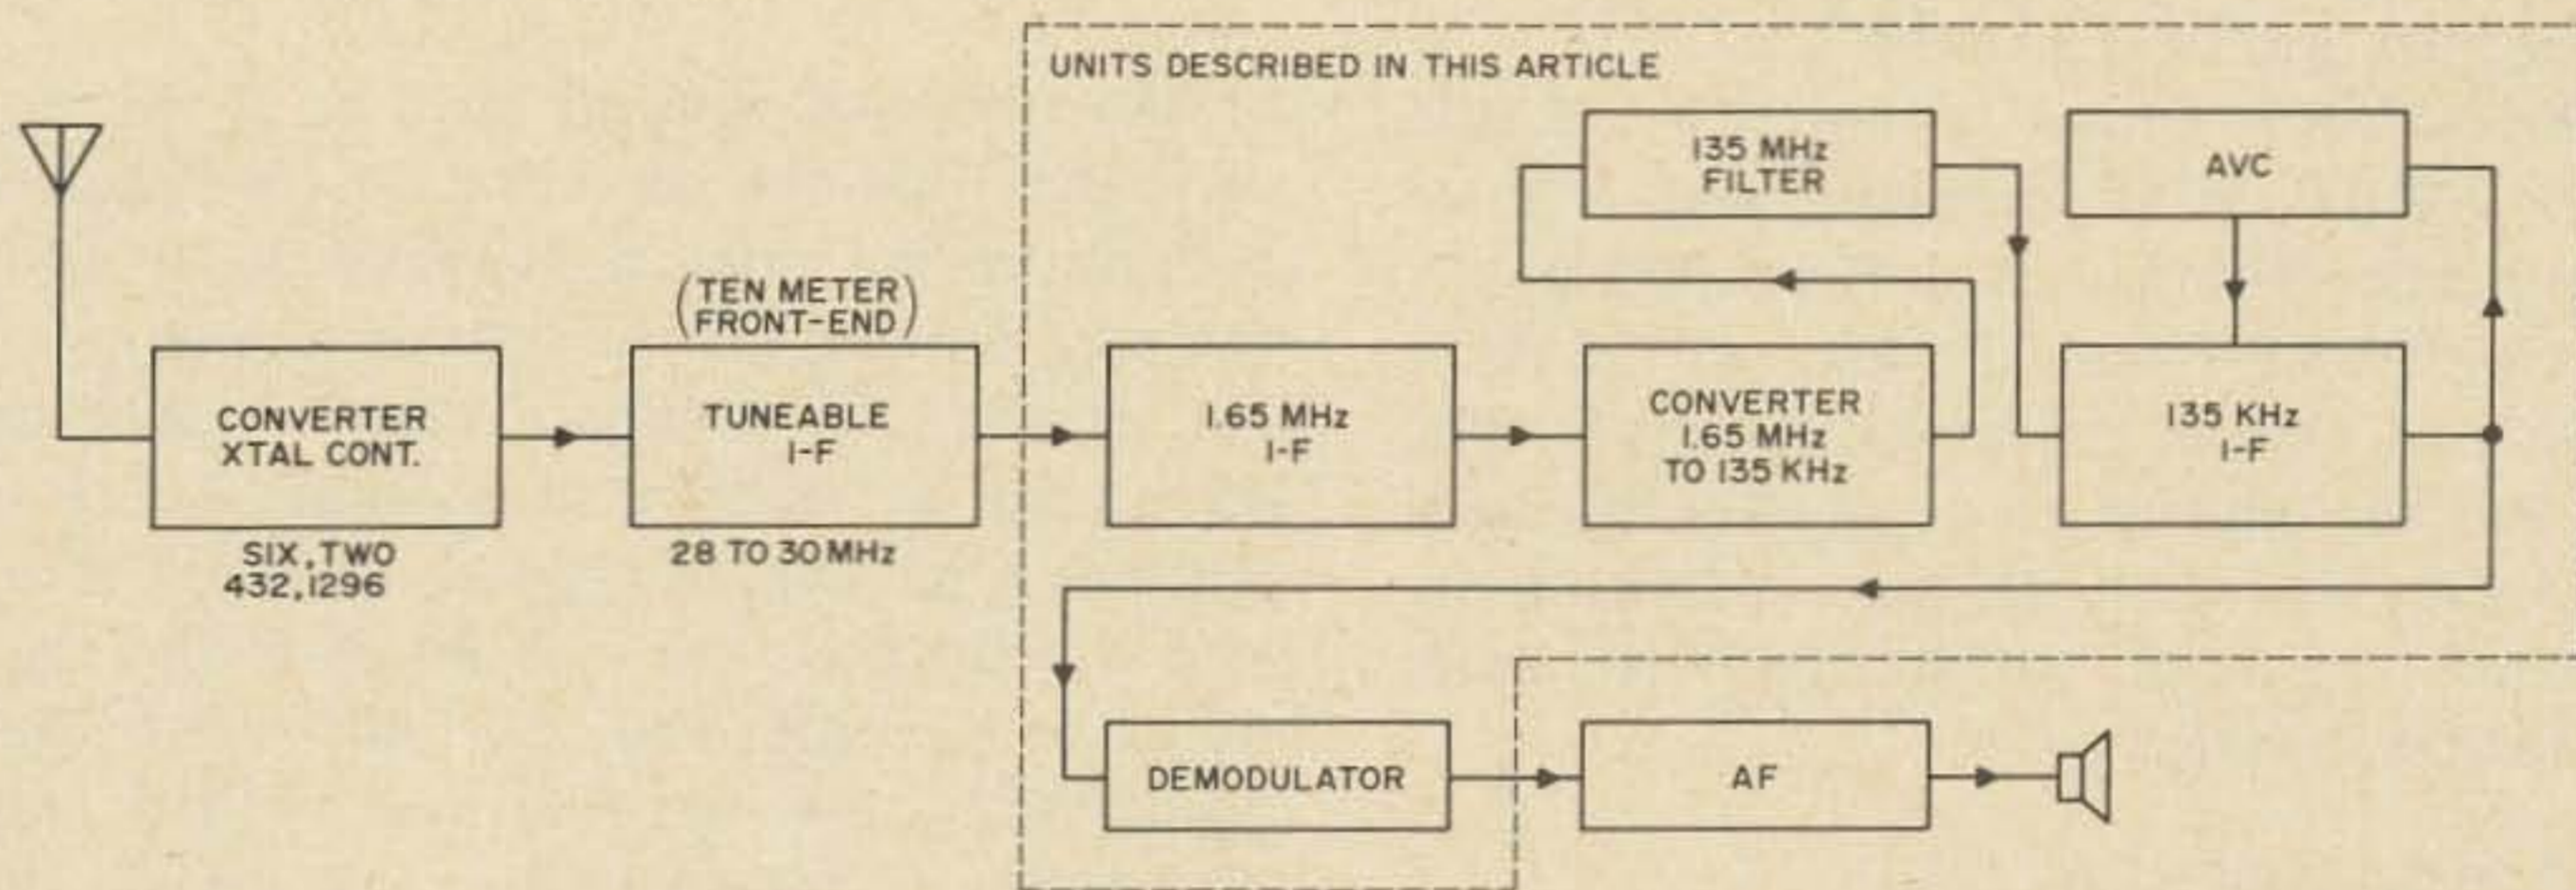 UNITS DESCRIBED IN THIS ARTICLE
135 MHz
FILTER
AVC
(TEN METER
FRONT-END)
CONVERTER
XTAL CONT.
SIX, TWO
432, 1296
TUNEABLE
I-F
28 TO 30 MHz
1.65 MHz
I-F
CONVERTER
1.65 MHz
TO 135 KHz
135 KHz
I-F
DEMODULATOR
AF